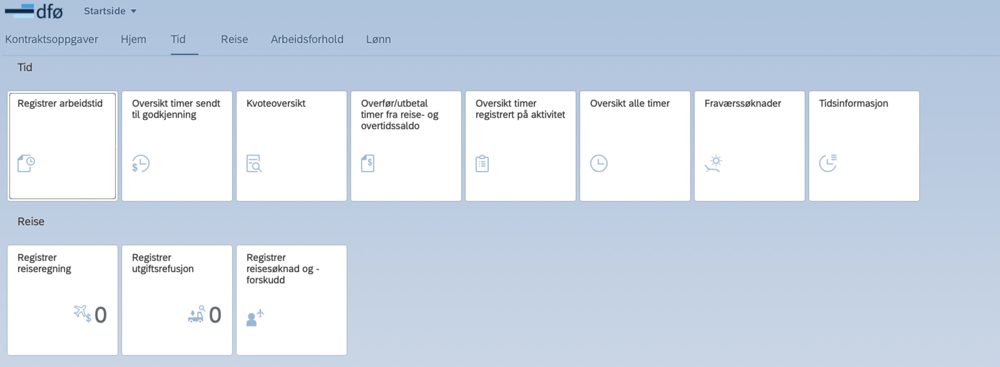 dfø Startside
Kontraktsoppgaver Hjem Tid Reise Arbeidsforhold Lønn
Tid
Registrer arbeidstid
Oversikt timer sendt
til godkjenning
Kvoteoversikt
Overfør/utbetal
timer fra reise- og
overtidssaldo
Oversikt timer
registrert på aktivitet
Oversikt alle timer
Fraværssøknader
Tidsinformasjon
Reise
Registrer
reiseregning
$ 0
Registrer
utgiftsrefusjon
0
Registrer
reisesøknad og -
forskudd